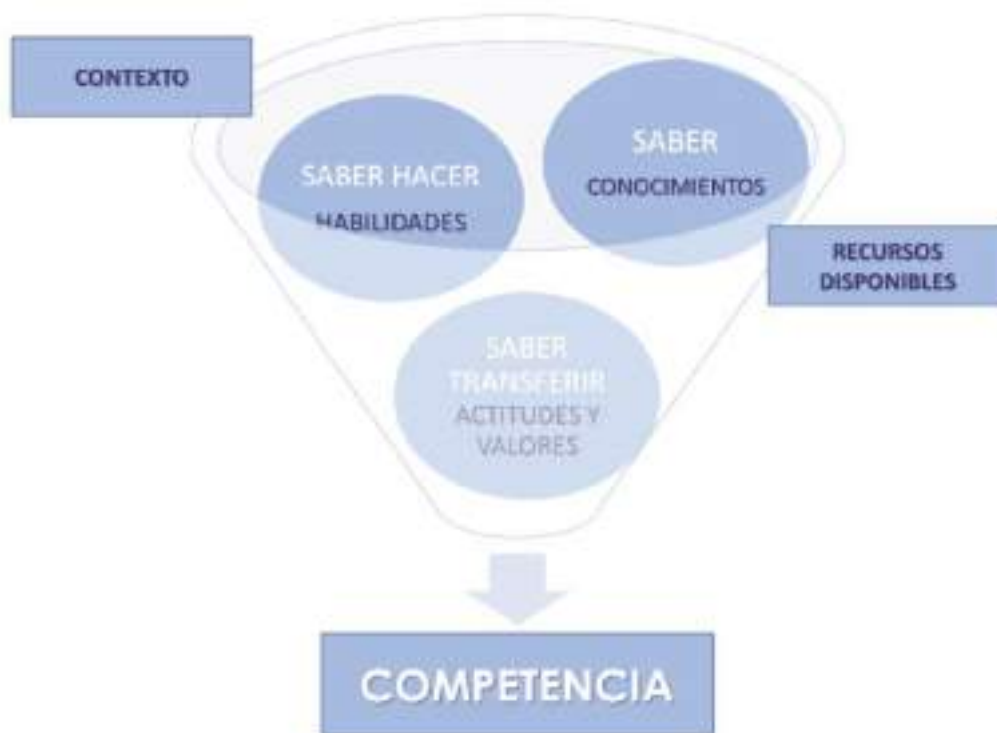 CONTEXTO
SABER HACER
HABILIDADES
SABER
CONOCIMIENTOS
RECURSOS
DISPONIBLES
SABER
TRANSFERIR
ACTITUDES Y
VALORES
COMPETENCIA